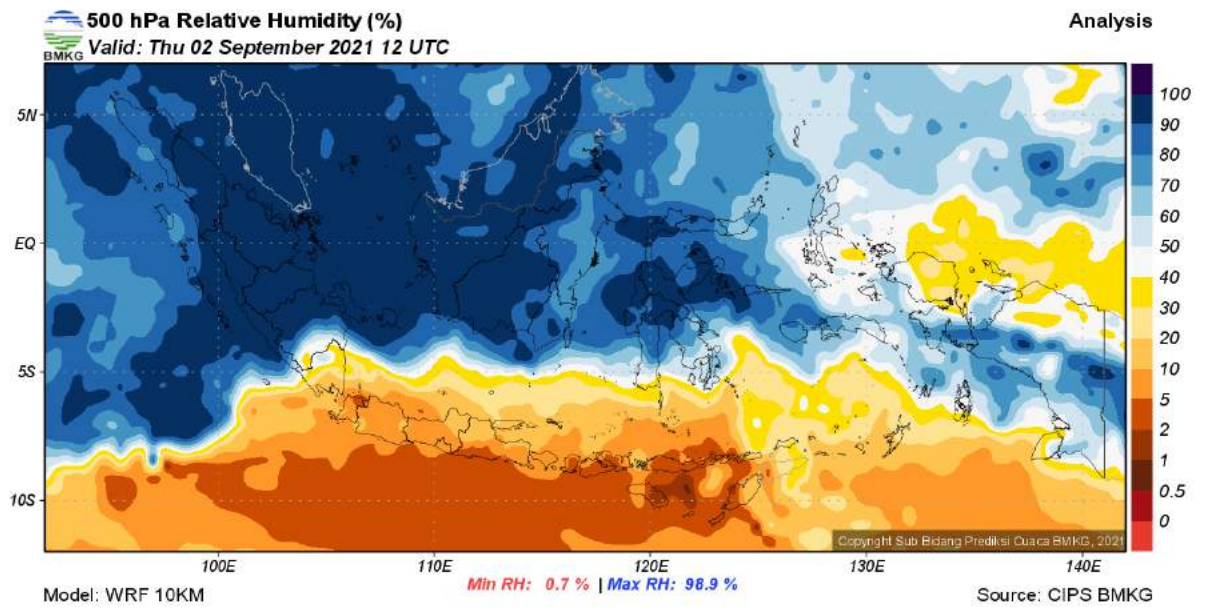 500 hPa Relative Humidity (%)
Analysis
BMKG
Valid: Thu 02 September 2021 12 UTC
5N
EQ
5S
10S
100E
110E
120E
130E
140E
100
90
80
70
60
50
40
30
20
10
5
2
1
0.5
0
Copyright Sub Bidang Prediksi Cuaca BMKG, 2021
Model: WRF 10KM
Min RH: 0.7 % | Max RH: 98.9 %
Source: CIPS BMKG